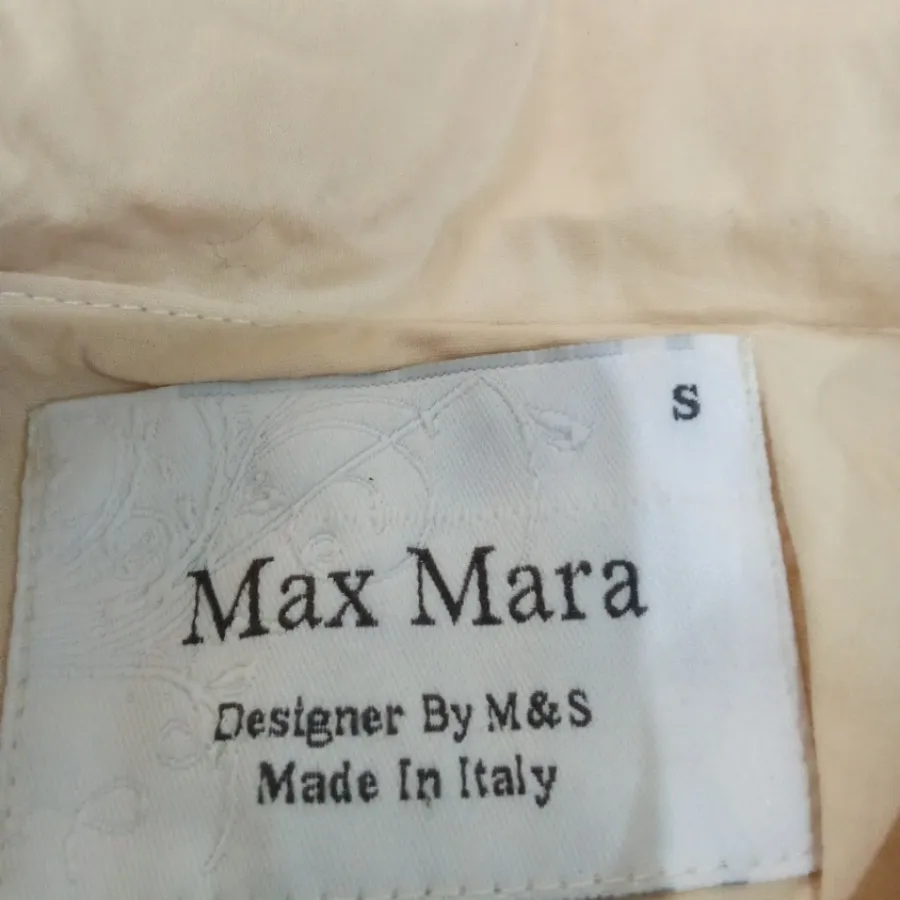 S
Max Mara
Designer By M&S
Made In Italy